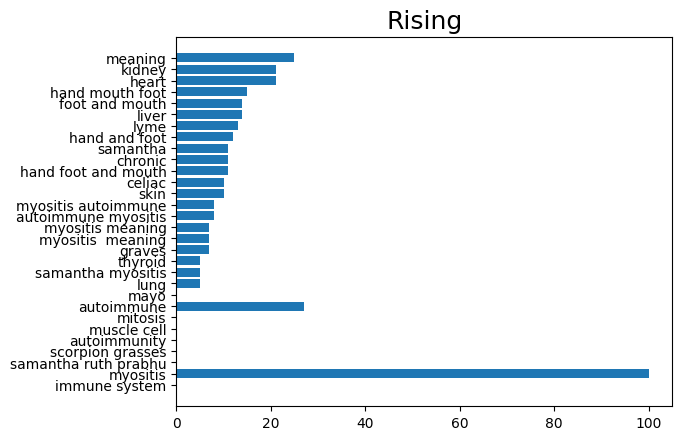 Rising
meaning
kidney
heart
hand mouth foot
foot and mouth
liver
lyme
hand and foot
samantha
chronic
hand foot and mouth
celiac
skin
myositis autoimmune
autoimmune myositis
myositis meaning
myositis  meaning
graves
thyroid
samantha myositis
lung
mayo
autoimmune
mitosis
muscle cell
autoimmunity
scorpion grasses
samantha ruth prabhu
myositis
immune system
0 20 40 60 80 100